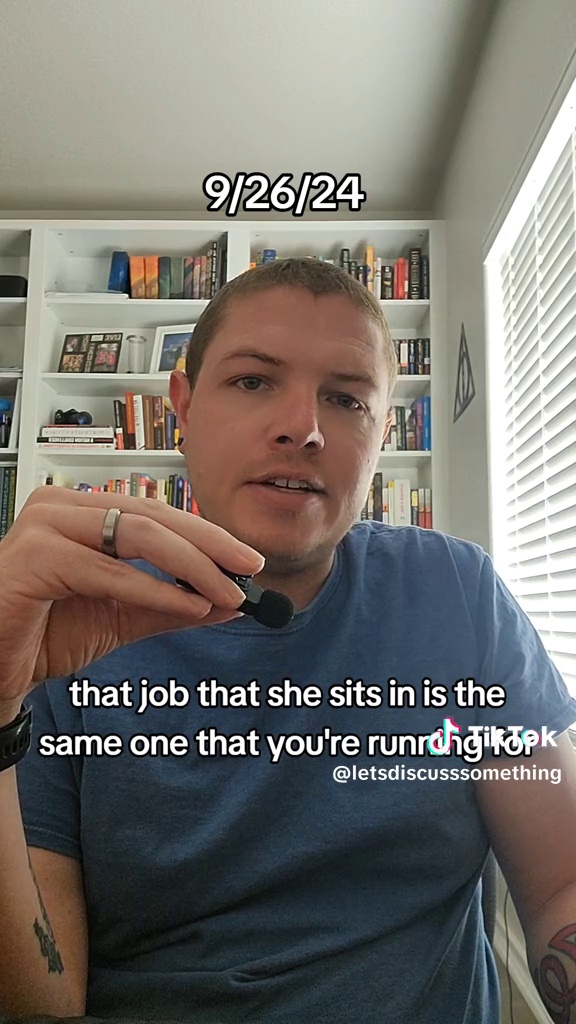 9/26/24
that job that she sits in is the
same one that you're running for
TikTok
@letsdiscusssomething